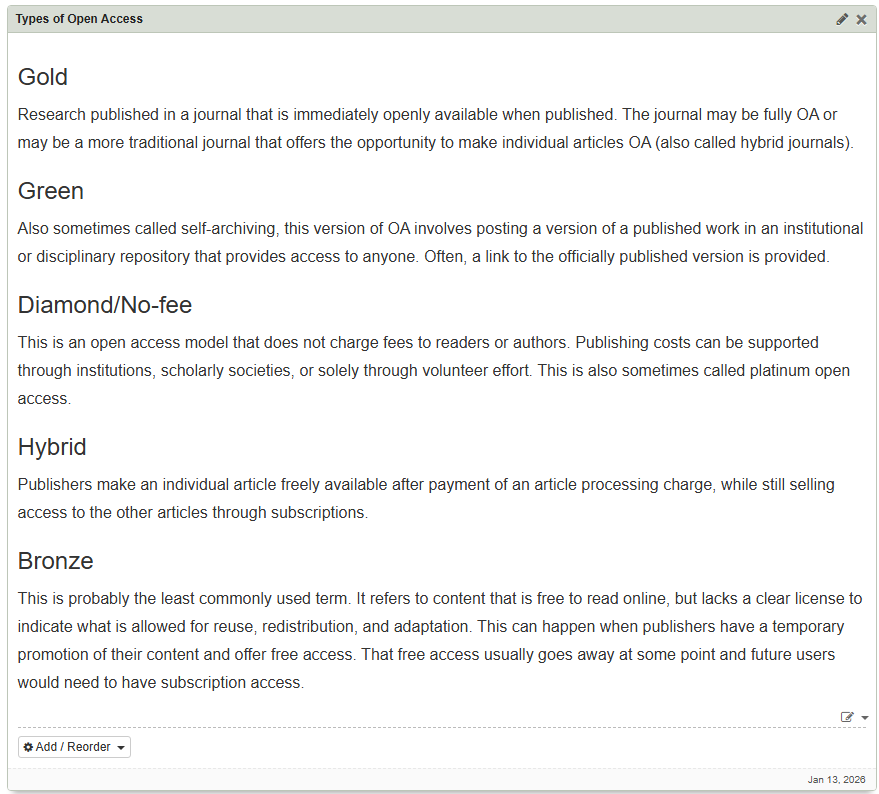 Types of Open Access
Gold
Research published in a journal that is immediately openly available when published. The journal may be fully OA or
may be a more traditional journal that offers the opportunity to make individual articles OA (also called hybrid journals).
Green
Also sometimes called self-archiving, this version of OA involves posting a version of a published work in an institutional
or disciplinary repository that provides access to anyone. Often, a link to the officially published version is provided.
Diamond/No-fee
This is an open access model that does not charge fees to readers or authors. Publishing costs can be supported
through institutions, scholarly societies, or solely through volunteer effort. This is also sometimes called platinum open
access.
Hybrid
Publishers make an individual article freely available after payment of an article processing charge, while still selling
access to the other articles through subscriptions.
Bronze
This is probably the least commonly used term. It refers to content that is free to read online, but lacks a clear license to
indicate what is allowed for reuse, redistribution, and adaptation. This can happen when publishers have a temporary
promotion of their content and offer free access. That free access usually goes away at some point and future users
would need to have subscription access.
Add / Reorder
Jan 13, 2026